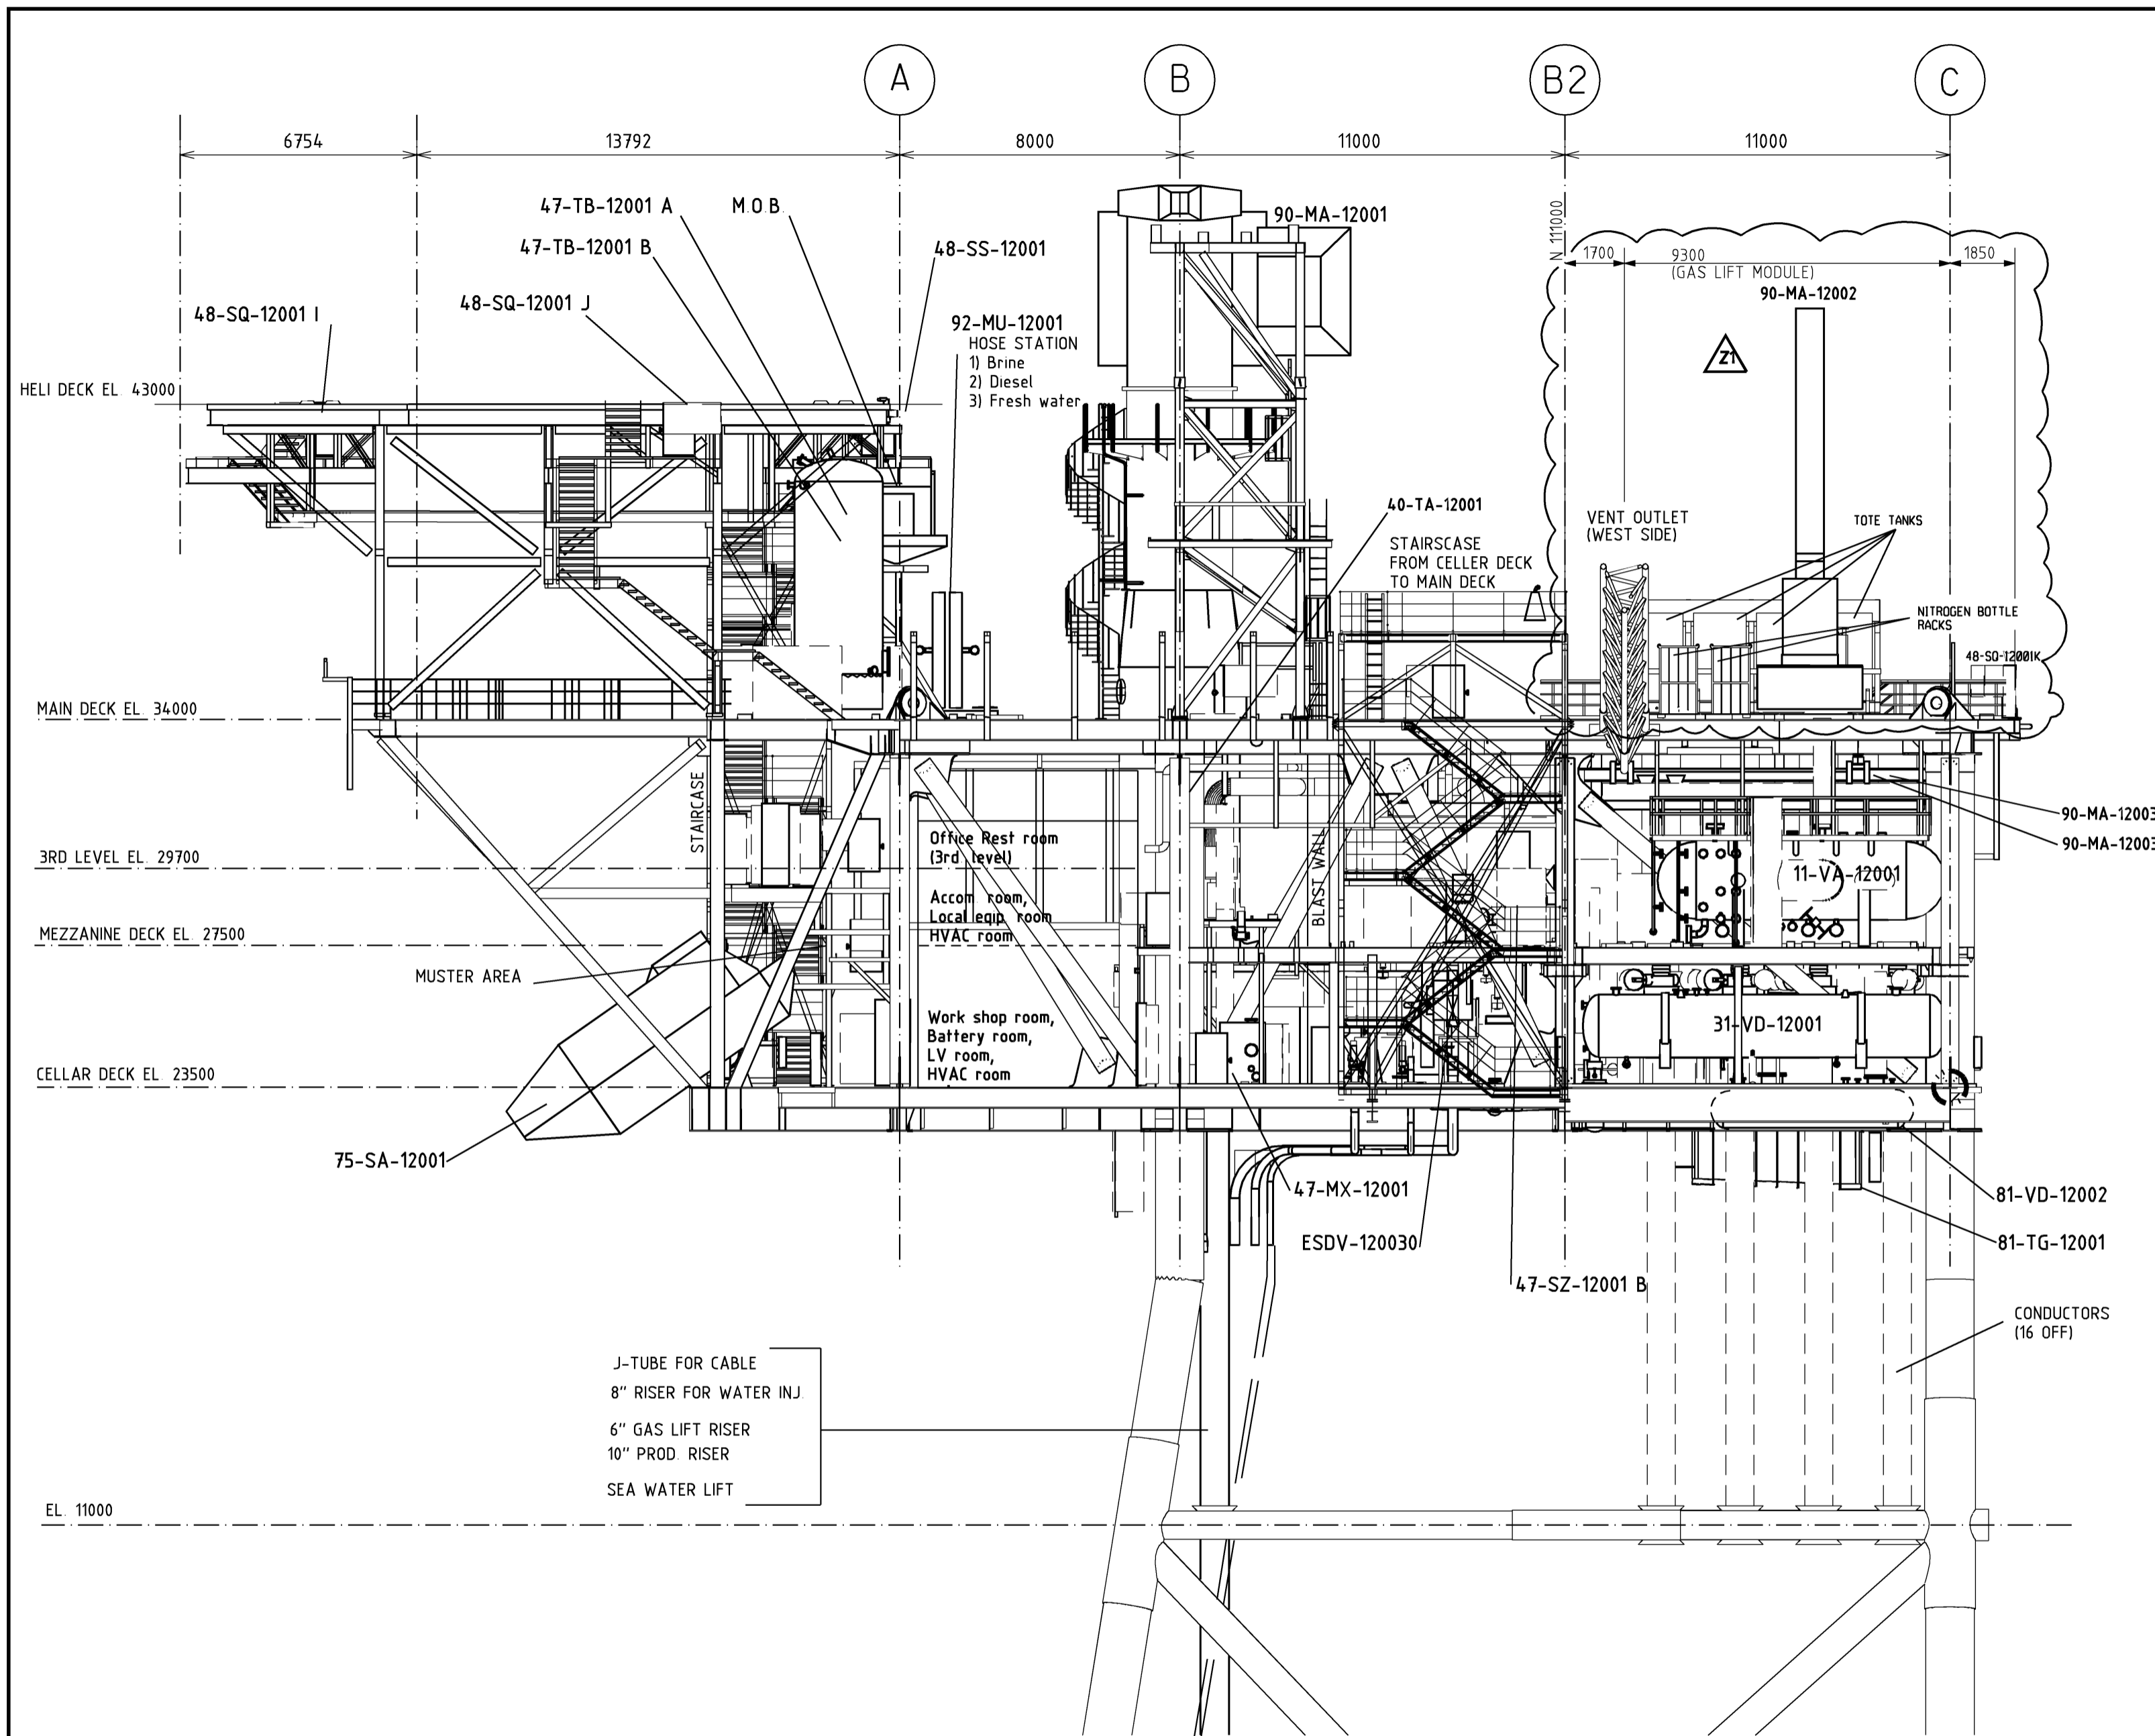 A
B
B2
C
6754
13792
8000
11000
11000
N 111000
1700
9300
(GAS LIFT MODULE)
1850
90-MA-12002
47-TB-12001 A
M.O.B.
90-MA-12001
47-TB-12001 B
48-SS-12001
48-SQ-12001 I
48-SQ-12001 J
92-MU-12001
HOSE STATION
1) Brine
2) Diesel
3) Fresh water
Z1
HELI DECK EL. 43000
40-TA-12001
VENT OUTLET
(WEST SIDE)
TOTE TANKS
STAIRSCASE
FROM CELLER DECK
TO MAIN DECK
NITROGEN BOTTLE
RACKS
48-SQ-12001K
MAIN DECK EL. 34000
STAIRCASE
90-MA-12003
90-MA-12003
Office Rest room
(3rd level)
BLAST WALL
3RD LEVEL EL. 29700
11-VA-12001
Accom room,
Local eqip room
HVAC room
MEZZANINE DECK EL. 27500
MUSTER AREA
Work shop room,
Battery room,
LV room,
HVAC room
31-VD-12001
CELLAR DECK EL. 23500
75-SA-12001
47-MX-12001
81-VD-12002
ESDV-120030
81-TG-12001
47-SZ-12001 B
CONDUCTORS
(16 OFF)
J-TUBE FOR CABLE
8" RISER FOR WATER INJ.
6" GAS LIFT RISER
10" PROD. RISER
SEA WATER LIFT
EL. 11000